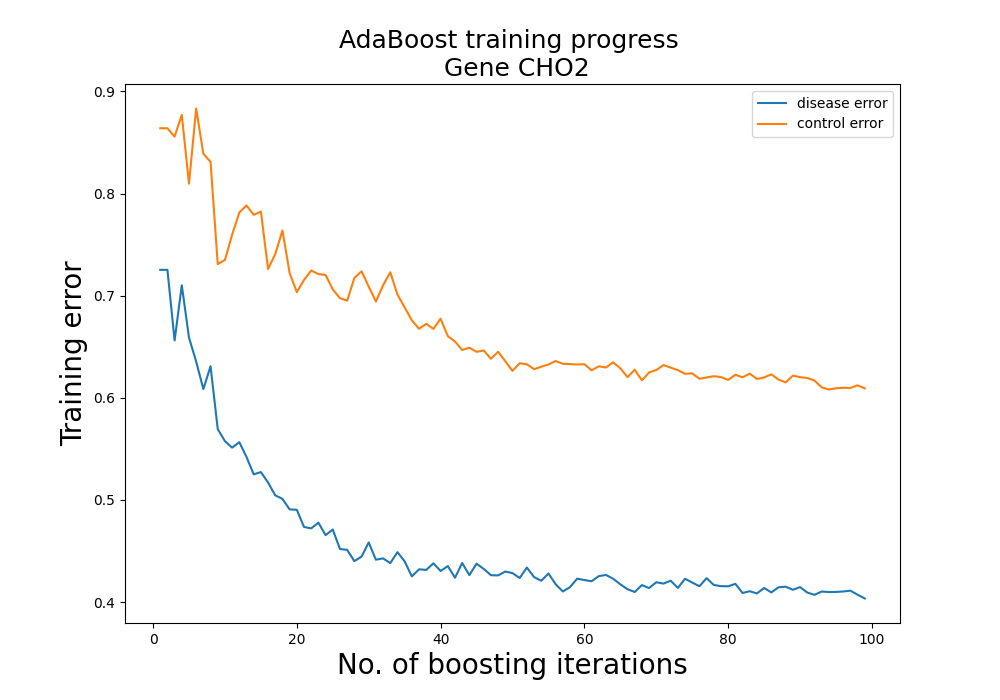 AdaBoost training progress
Gene CHO2
disease error
control error
Training error
0.9
0.8
0.7
0.6
0.5
0.4
0 20 40 60 80 100
No. of boosting iterations